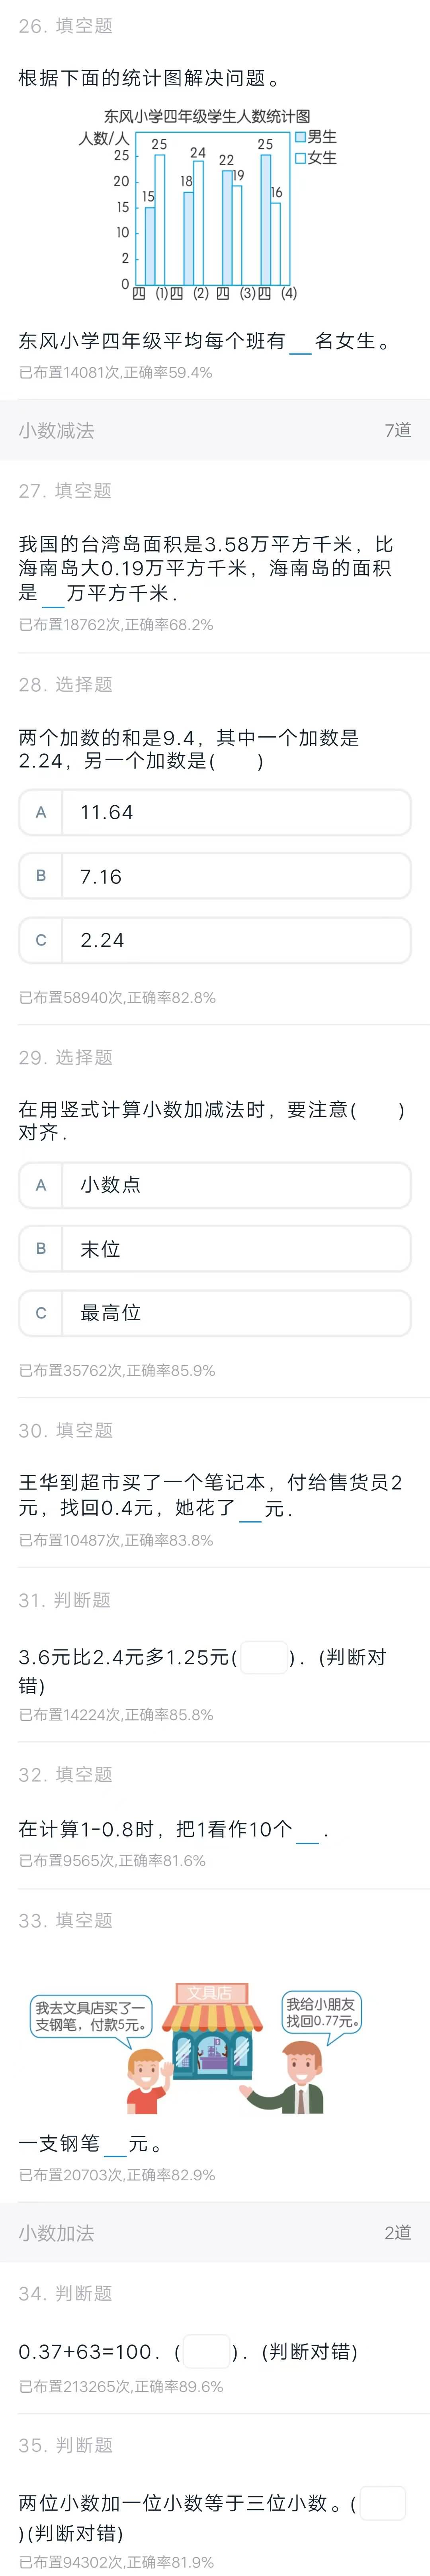 26. 填空题
根据下面的统计图解决问题。
东风小学四年级学生人数统计图
人数/人
男生
女生
25
20
15
10
2
0
15 25 18 24 22 19 25 16
四 (1) 四 (2) 四 (3) 四 (4)
东风小学四年级平均每个班有__名女生。
已布置14081次,正确率59.4%
小数减法 7道
27. 填空题
我国的台湾岛面积是3.58万平方千米，比
海南岛大0.19万平方千米，海南岛的面积
是__万平方千米.
已布置18762次,正确率68.2%
28. 选择题
两个加数的和是9.4，其中一个加数是
2.24，另一个加数是( )
A 11.64
B 7.16
C 2.24
已布置58940次,正确率82.8%
29. 选择题
在用竖式计算小数加减法时，要注意( )
对齐.
A 小数点
B 末位
C 最高位
已布置35762次,正确率85.9%
30. 填空题
王华到超市买了一个笔记本，付给售货员2
元，找回0.4元，她花了__元.
已布置10487次,正确率83.8%
31. 判断题
3.6元比2.4元多1.25元( ).（判断对
错)
已布置14224次,正确率85.8%
32. 填空题
在计算1-0.8时，把1看作10个__.
已布置9565次,正确率81.6%
33. 填空题
文具店
我去文具店买了一
支钢笔，付款5元。
我给小朋友
找回0.77元。
一支钢笔__元。
已布置20703次,正确率82.9%
小数加法 2道
34. 判断题
0.37+63=100.( ).(判断对错)
已布置213265次,正确率89.6%
35. 判断题
两位小数加一位小数等于三位小数。(
)(判断对错)
已布置94302次,正确率81.9%